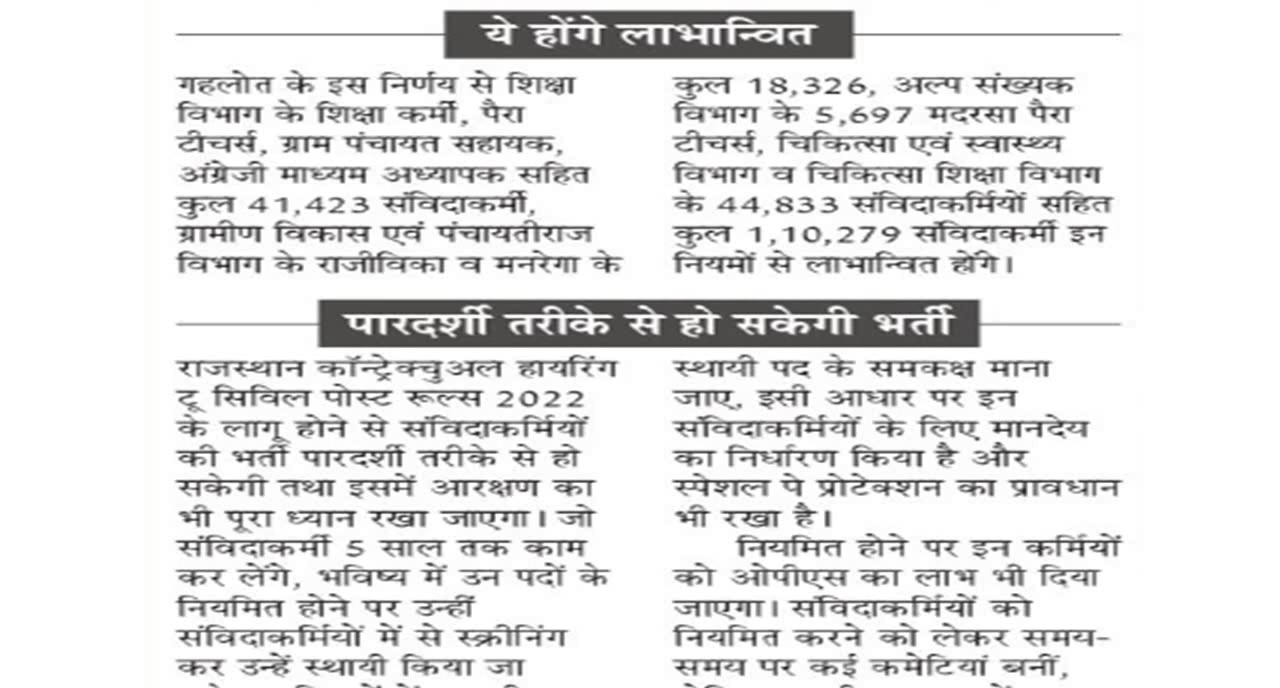 ये होंगे लाभान्वित
गहलोत के इस निर्णय से शिक्षा
विभाग के शिक्षा कर्मी, पैरा
टीचर्स, ग्राम पंचायत सहायक,
अंग्रेजी माध्यम अध्यापक सहित
कुल 41,423 संविदाकर्मी,
ग्रामीण विकास एवं पंचायतीराज
विभाग के राजीविका व मनरेगा के
कुल 18,326, अल्प संख्यक
विभाग के 5,697 मदरसा पैरा
टीचर्स, चिकित्सा एवं स्वास्थ्य
विभाग व चिकित्सा शिक्षा विभाग
के 44,833 संविदाकर्मियों सहित
कुल 1,10,279 संविदाकर्मी इन
नियमों से लाभान्वित होंगे।
पारदर्शी तरीके से हो सकेगी भर्ती
राजस्थान कॉन्ट्रेक्चुअल हायरिंग
टू सिविल पोस्ट रूल्स 2022
के लागू होने से संविदाकर्मियों
की भर्ती पारदर्शी तरीके से हो
सकेगी तथा इसमें आरक्षण का
भी पूरा ध्यान रखा जाएगा। जो
संविदाकर्मी 5 साल तक काम
कर लेंगे, भविष्य में उन पदों के
नियमित होने पर उन्हीं
संविदाकर्मियों में से स्क्रीनिंग
कर उन्हें स्थायी किया जा
स्थायी पद के समकक्ष माना
जाए, इसी आधार पर इन
संविदाकर्मियों के लिए मानदेय
का निर्धारण किया है और
स्पेशल पे प्रोटेक्शन का प्रावधान
भी रखा है।
नियमित होने पर इन कर्मियों
को ओपीएस का लाभ भी दिया
जाएगा। संविदाकर्मियों को
नियमित करने को लेकर समय-
समय पर कई कमेटियां बनीं,